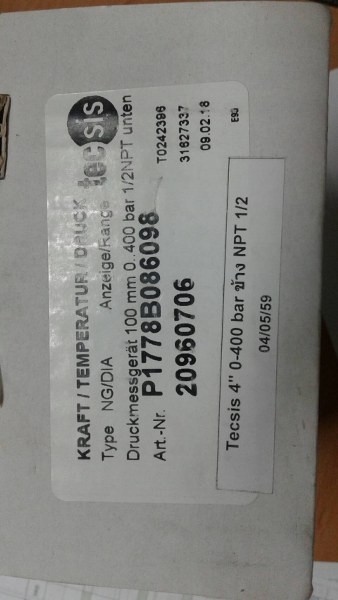 KRAFT / TEMPERATUR / DRUCK
tecsis
Type NG/DIA Anzeige/Range
Druckmessgerät 100 mm 0..400 bar 1/2NPT unten
Art.-Nr. P1778B086098
T0242396
20960706
31627337
09.02.16
Tecsis 4" 0-400 bar ข้าง NPT 1/2
04/05/59